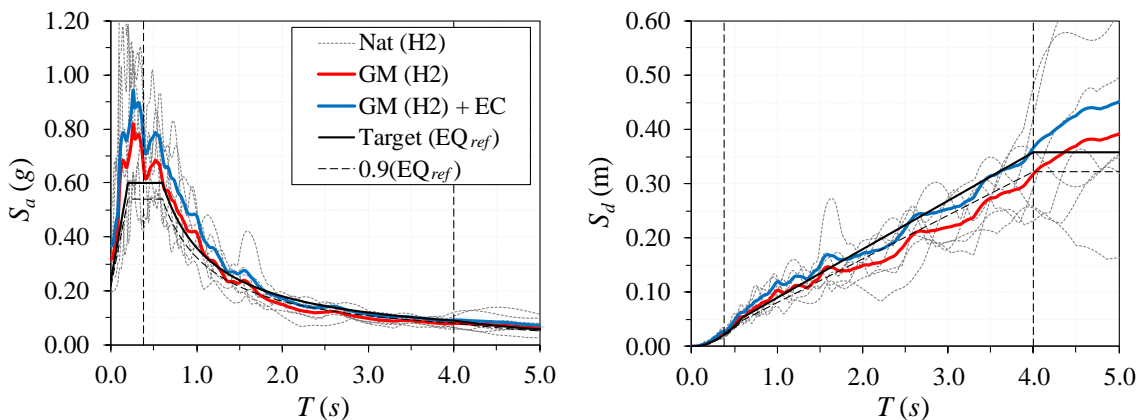 1.20
1.00
0.80
0.60
0.40
0.20
0.00
S_a (g)
0.0 1.0 2.0 3.0 4.0 5.0
T (s)
Nat (H2)
GM (H2)
GM (H2) + EC
Target (EQ_ref)
0.9(EQ_ref)
0.60
0.50
0.40
0.30
0.20
0.10
0.00
S_d (m)
0.0 1.0 2.0 3.0 4.0 5.0
T (s)